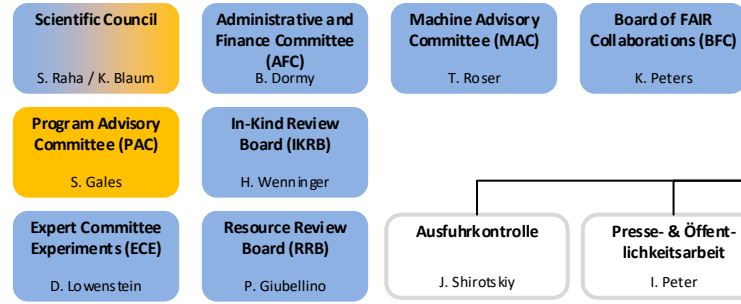 Scientific Council
S. Raha / K. Blaum
Administrative and
Finance Committee
(AFC)
B. Dormy
Machine Advisory
Committee (MAC)
T. Roser
Board of FAIR
Collaborations (BFC)
K. Peters
Program Advisory
Committee (PAC)
S. Gales
In-Kind Review
Board (IKRB)
H. Wenninger
Expert Committee
Experiments (ECE)
D. Lowenstein
Resource Review
Board (RRB)
P. Giubellino
Ausfuhrkontrolle
J. Shirotskiy
Presse- & Öffent-
lichkeitsarbeit
I. Peter